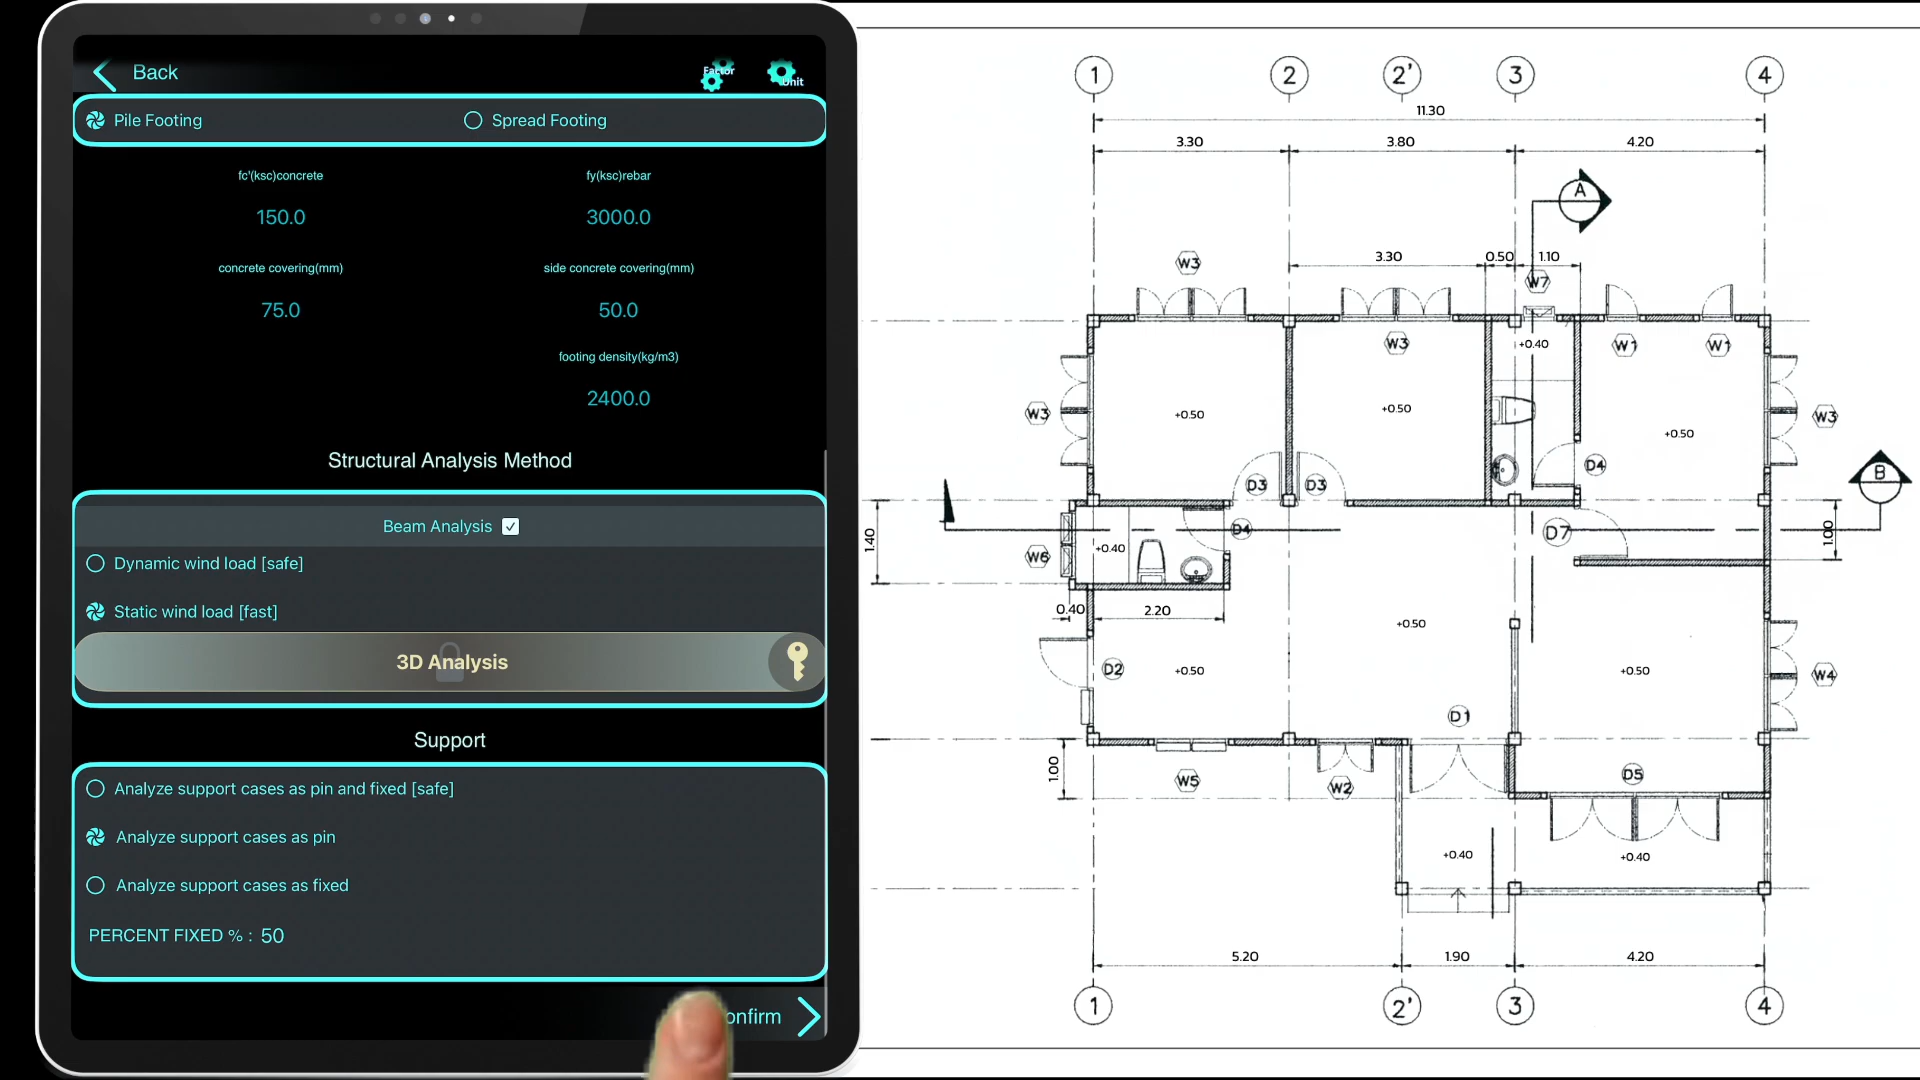 Back
Factor
Unit
Pile Footing
Spread Footing
fc'(ksc)concrete
fy(ksc)rebar
150.0
3000.0
concrete covering(mm)
side concrete covering(mm)
75.0
50.0
footing density(kg/m3)
2400.0
Structural Analysis Method
Beam Analysis
Dynamic wind load [safe]
Static wind load [fast]
3D Analysis
Support
Analyze support cases as pin and fixed [safe]
Analyze support cases as pin
Analyze support cases as fixed
PERCENT FIXED % : 50
onfirm
1 2 2' 3 4
11.30
3.30 3.80 4.20
A
3.30 0.50 1.10
W3 W7
W3 +0.40 W1 W1
W3 +0.50 +0.50 +0.50 W3
D3 D3 D4 B
1.40 W6 +0.40 D4 D7 1.00
0.40 2.20
+0.50
D2 +0.50 +0.50 W4
D1
1.00 W5 W2 D5
+0.40 +0.40
5.20 1.90 4.20
1 2' 3 4